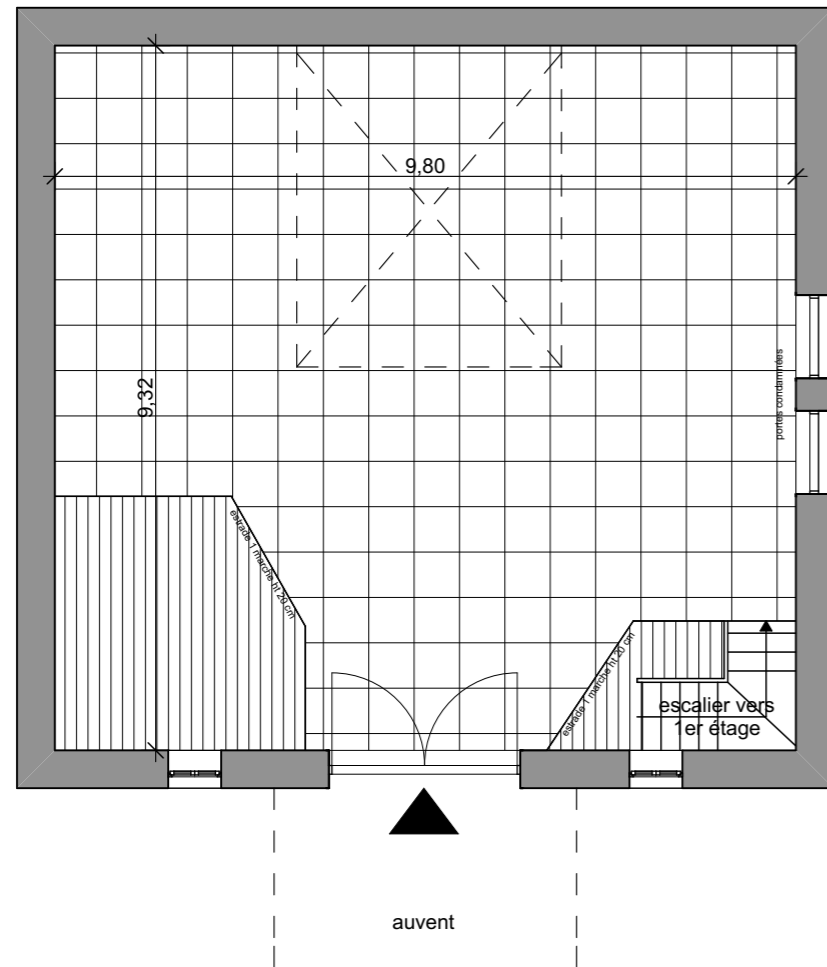 9,80
9,32
portes condamnées
estrade 1 marche ht 20 cm
estrade 1 marche ht 20 cm
escalier vers
1er étage
auvent